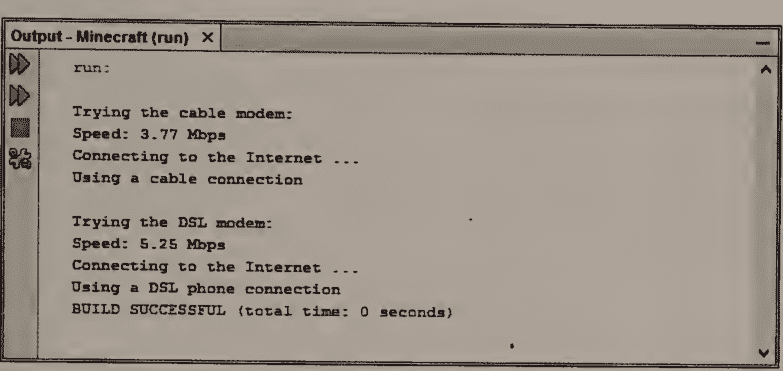 Output - Minecraft (run) ×
run:
Trying the cable modem:
Speed: 3.77 Mbps
Connecting to the Internet ...
Using a cable connection
Trying the DSL modem:
Speed: 5.25 Mbps
Connecting to the Internet ...
Using a DSL phone connection
BUILD SUCCESSFUL (total time: 0 seconds)